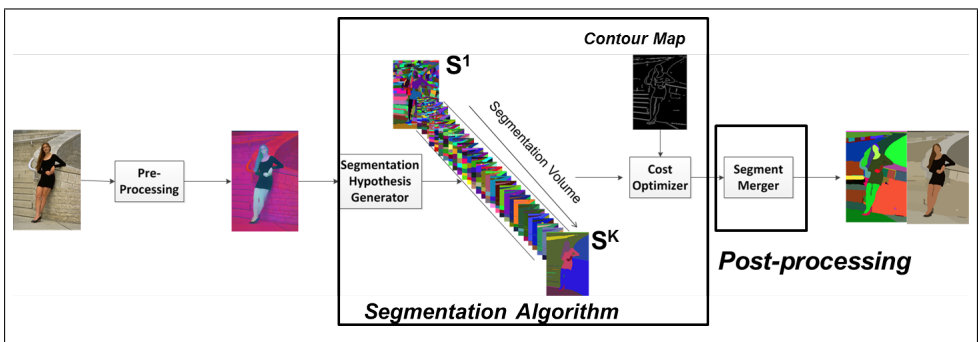 Contour Map
S1
Segmentation Volume
Pre-
Processing
Segmentation
Hypothesis
Generator
Cost
Optimizer
Segment
Merger
SK
Post-processing
Segmentation Algorithm